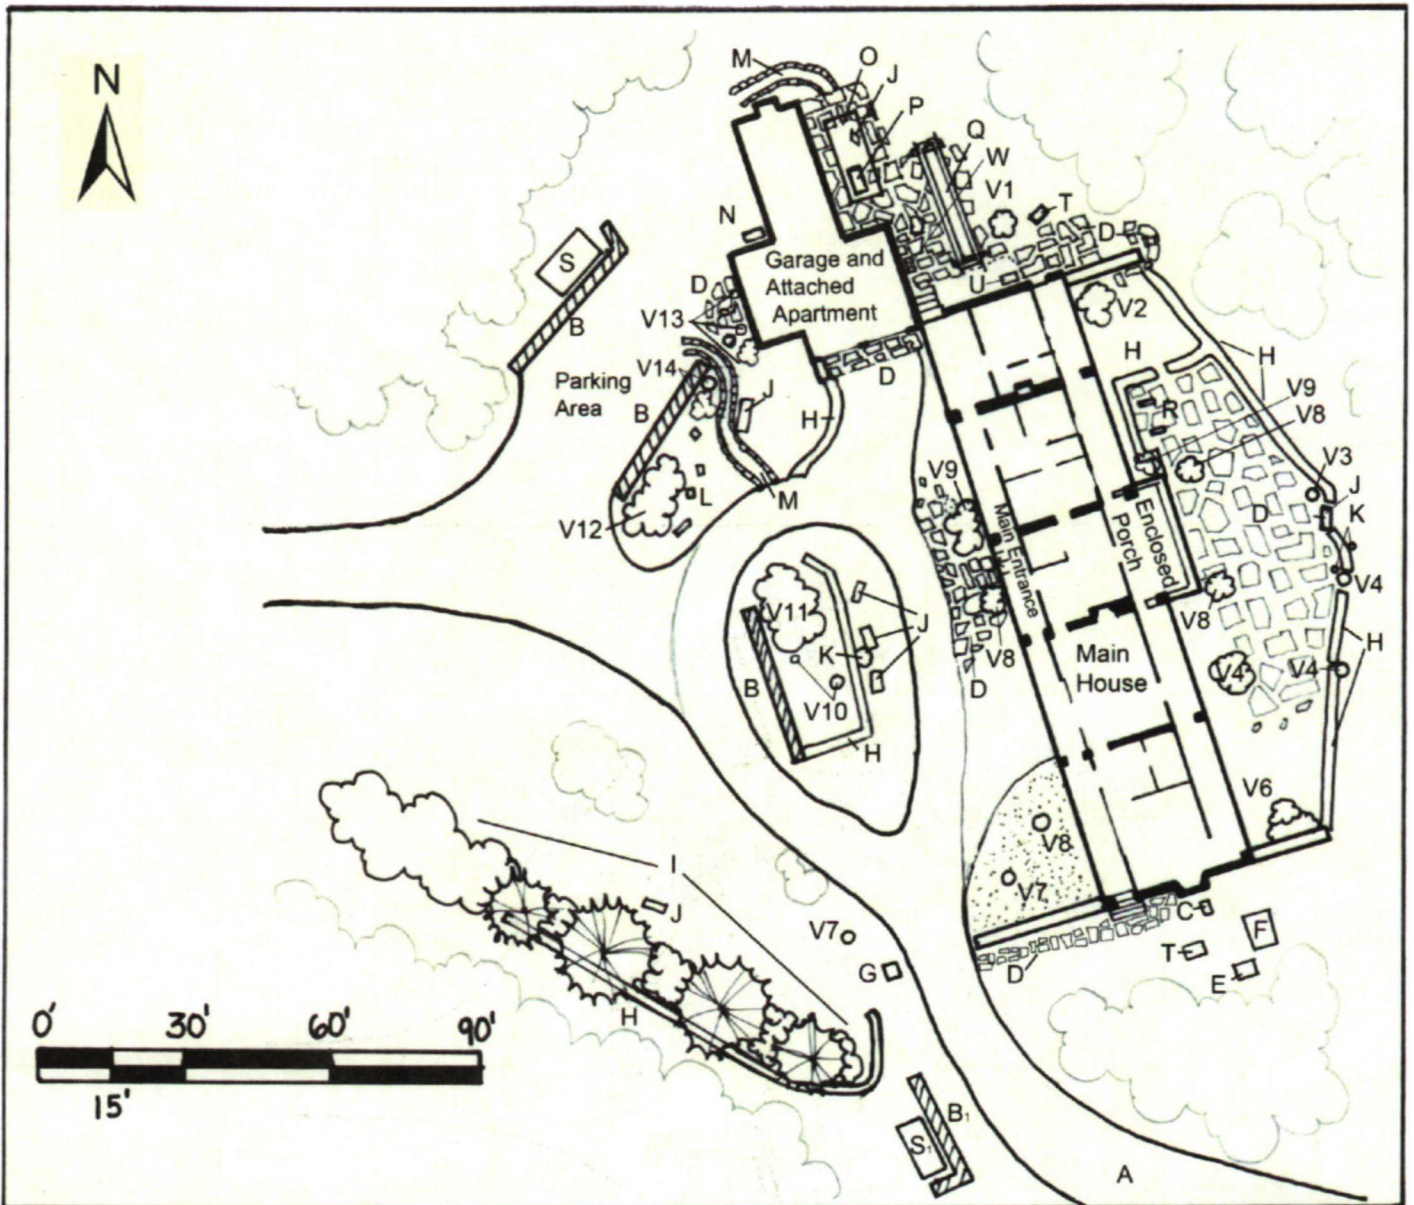 N
M
O
J
P
Q
W
V1
T
D
N
S
Garage and
Attached
Apartment
U
V2
D
V13
B
H
H
V14
Parking
Area
B
J
D
V9
V8
R
H
V9
V3
J
L
D
K
V12
M
Main Entrance
Enclosed
Porch
V4
V11
J
V8
H
K
V8
Main
House
V4
V4
B
V10
D
H
V6
V8
I
V7
J
V7
C
F
G
T
D
E
H
0' 30' 60' 90'
15'
B1
S1
A